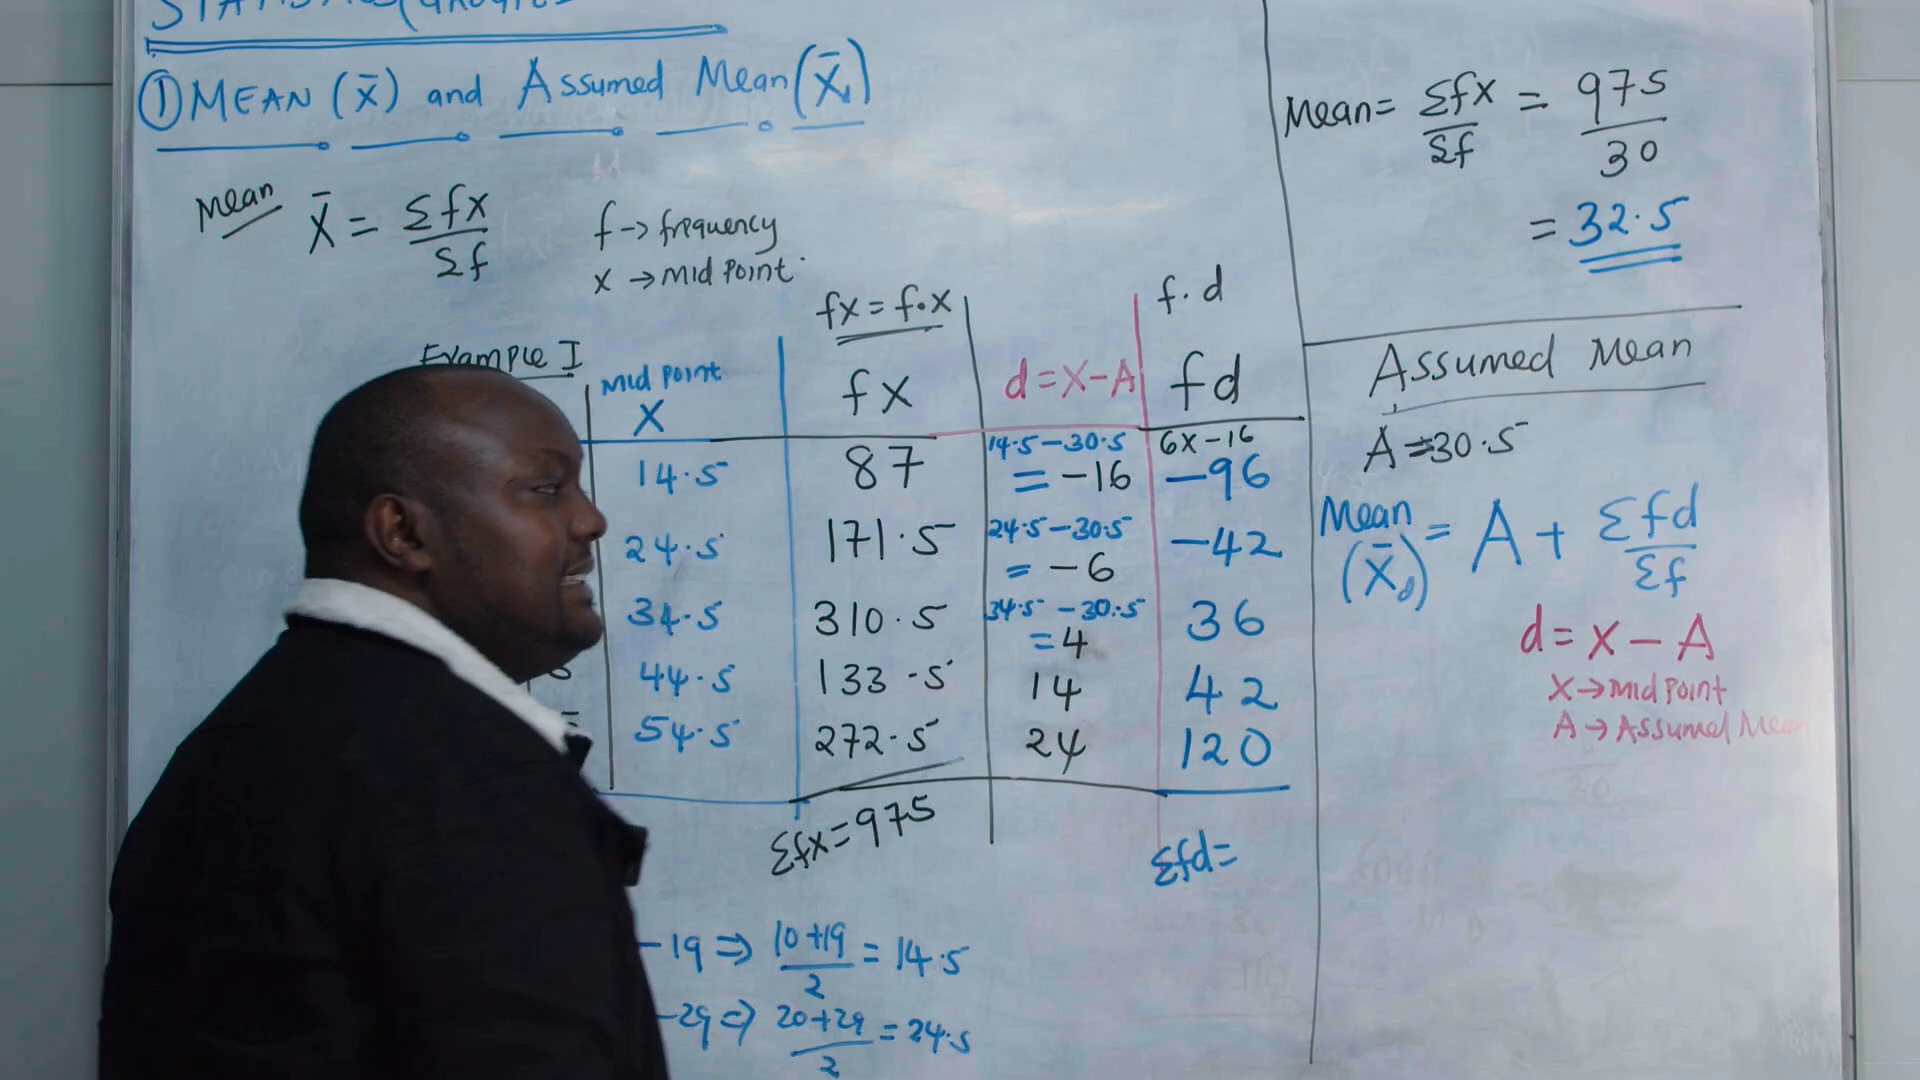 ① MEAN (x̄) and Assumed Mean (x̄₁)
Mean x̄ = Σfx / Σf
f → frequency
x → Mid Point
Example I
fx = f·x
f·d
Mid Point X | fx | d = x − A | fd
14.5 | 87 | 14.5 − 30.5 = −16 | 6x −16 −96
24.5 | 171.5 | 24.5 − 30.5 = −6 | −42
34.5 | 310.5 | 34.5 − 30.5 = 4 | 36
44.5 | 133.5 | 14 | 42
54.5 | 272.5 | 24 | 120
Σfx = 975
Σfd =
−19 ⇒ 10+19 / 2 = 14.5
−29 ⇒ 20+29 / 2 = 24.5
Mean = Σfx / Σf = 975 / 30
= 32.5
Assumed Mean
A = 30.5
Mean (x̄₁) = A + Σfd / Σf
d = x − A
X → Mid Point
A → Assumed Mean